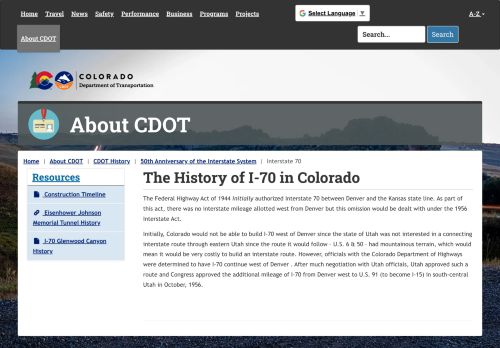 Home Travel News Safety Performance Business Programs Projects
Select Language ▼
A-Z
About CDOT
Search...
Search
COLORADO
Department of Transportation
About CDOT
Home | About CDOT | CDOT History | 50th Anniversary of the Interstate System | Interstate 70
Resources
Construction Timeline
Eisenhower Johnson
Memorial Tunnel History
I-70 Glenwood Canyon
History
The History of I-70 in Colorado
The Federal Highway Act of 1944 initially authorized Interstate 70 between Denver and the Kansas state line. As part of
this act, there was no interstate mileage allotted west from Denver but this omission would be dealt with under the 1956
Interstate Act.
Initially, Colorado would not be able to build I-70 west of Denver since the state of Utah was not interested in a connecting
interstate route through eastern Utah since the route it would follow – U.S. 6 & 50 – had mountainous terrain, which would
mean it would be very costly to build an interstate route. However, officials with the Colorado Department of Highways
were determined to have I-70 continue west of Denver . After much negotiation with Utah officials, Utah approved such a
route and Congress approved the additional mileage of I-70 from Denver west to U.S. 91 (to become I-15) in south-central
Utah in October, 1956.